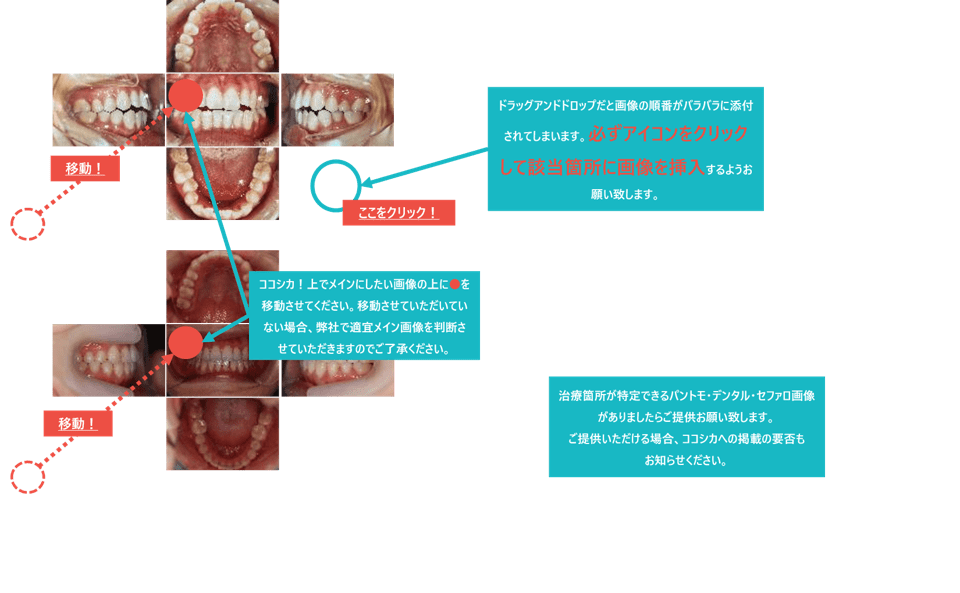 ドラッグアンドドロップだと画像の順番がバラバラに添付
されてしまいます。必ずアイコンをクリック
して該当箇所に画像を挿入するようお
願い致します。
移動！
ここをクリック！
ココシカ！上でメインにしたい画像の上に●を
移動させてください。移動させていただいてい
ない場合、弊社で適宜メイン画像を判断さ
せていただきますのでご了承ください。
移動！
治療箇所が特定できるパントモ・デンタル・セファロ画像
がありましたらご提供お願い致します。
ご提供いただける場合、ココシカへの掲載の要否も
お知らせください。